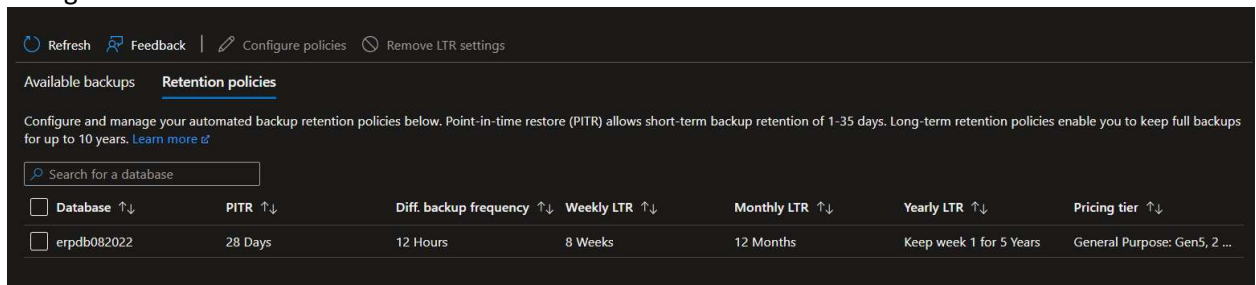 Refresh Feedback | Configure policies Remove LTR settings
Available backups Retention policies
Configure and manage your automated backup retention policies below. Point-in-time restore (PITR) allows short-term backup retention of 1-35 days. Long-term retention policies enable you to keep full backups
for up to 10 years. Learn more
Search for a database
Database ↑↓ PITR ↑↓ Diff. backup frequency ↑↓ Weekly LTR ↑↓ Monthly LTR ↑↓ Yearly LTR ↑↓ Pricing tier ↑↓
erpdb082022 28 Days 12 Hours 8 Weeks 12 Months Keep week 1 for 5 Years General Purpose: Gen5, 2 ...